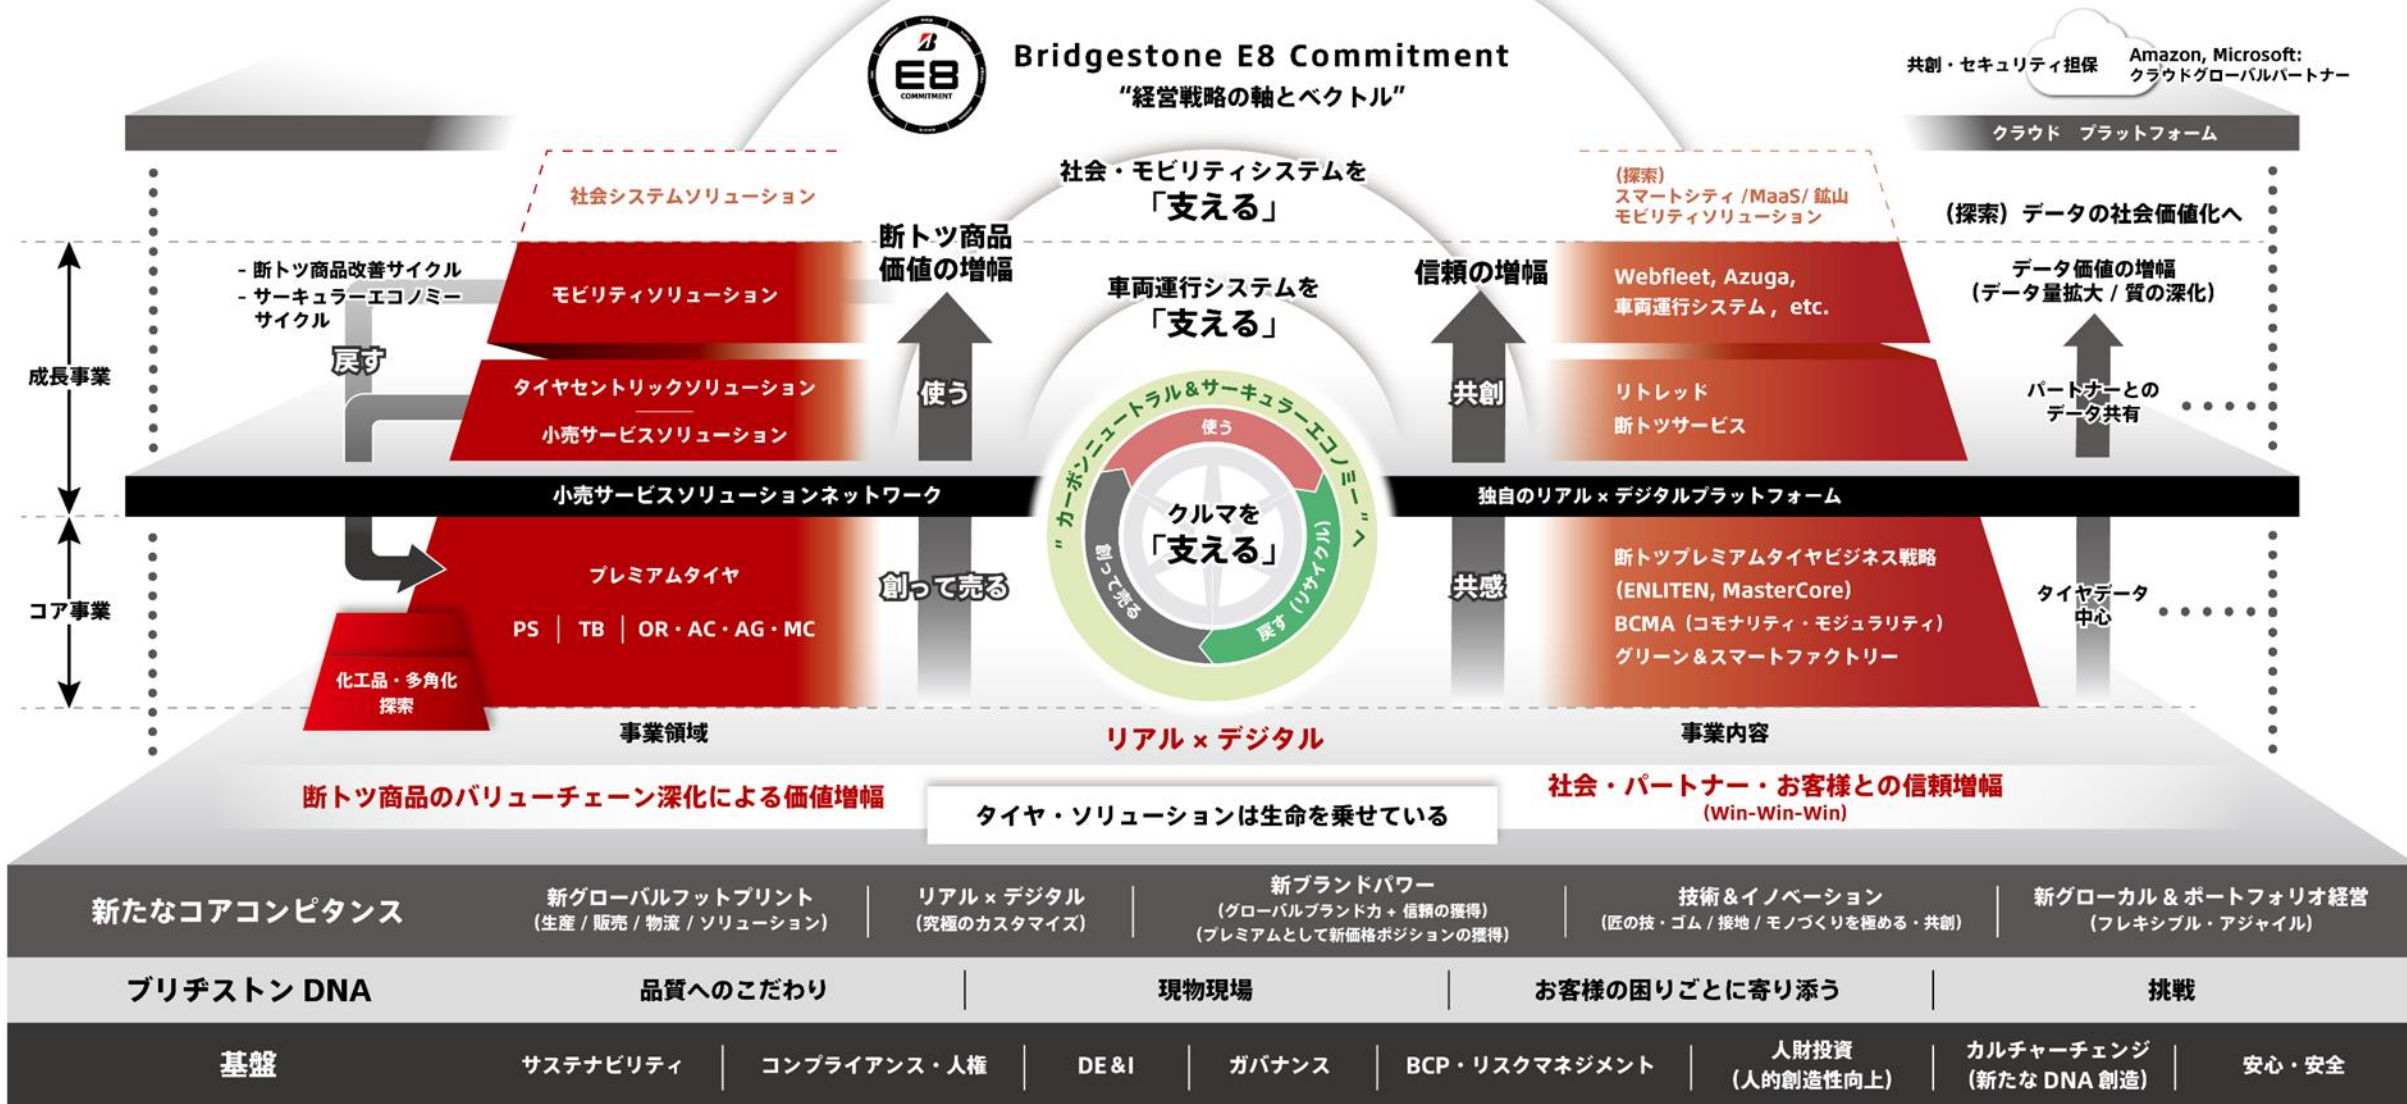 E8
COMMITMENT
Bridgestone E8 Commitment
“経営戦略の軸とベクトル”
共創・セキュリティ担保
Amazon, Microsoft:
クラウドグローバルパートナー
クラウド プラットフォーム
社会・モビリティシステムを
「支える」
車両運行システムを
「支える」
社会システムソリューション
(探索)
スマートシティ /MaaS/ 鉱山
モビリティソリューション
(探索) データの社会価値化へ
断トツ商品
価値の増幅
信頼の増幅
- 断トツ商品改善サイクル
- サーキュラーエコノミー
サイクル
戻す
モビリティソリューション
Webfleet, Azuga,
車両運行システム , etc.
データ価値の増幅
(データ量拡大 / 質の深化)
成長事業
タイヤセントリックソリューション
小売サービスソリューション
使う
共創
リトレッド
断トツサービス
パートナーとの
データ共有
小売サービスソリューションネットワーク
独自のリアル × デジタルプラットフォーム
“カーボンニュートラル&サーキュラーエコノミー”へ
使う
創って売る
戻す (リサイクル)
クルマを
「支える」
コア事業
プレミアムタイヤ
PS | TB | OR・AC・AG・MC
化工品・多角化
探索
創って売る
共感
断トツプレミアムタイヤビジネス戦略
(ENLITEN, MasterCore)
BCMA (コモナリティ・モジュラリティ)
グリーン&スマートファクトリー
タイヤデータ
中心
事業領域
リアル × デジタル
事業内容
断トツ商品のバリューチェーン深化による価値増幅
タイヤ・ソリューションは生命を乗せている
社会・パートナー・お客様との信頼増幅
(Win-Win-Win)
新たなコアコンピタンス
新グローバルフットプリント
(生産 / 販売 / 物流 / ソリューション)
リアル × デジタル
(究極のカスタマイズ)
新ブランドパワー
(グローバルブランド力 + 信頼の獲得)
(プレミアムとして新価格ポジションの獲得)
技術&イノベーション
(匠の技・ゴム / 接地 / モノづくりを極める・共創)
新グローカル & ポートフォリオ経営
(フレキシブル・アジャイル)
ブリヂストン DNA
品質へのこだわり
現物現場
お客様の困りごとに寄り添う
挑戦
基盤
サステナビリティ
コンプライアンス・人権
DE&I
ガバナンス
BCP・リスクマネジメント
人財投資
(人的創造性向上)
カルチャーチェンジ
(新たな DNA 創造)
安心・安全